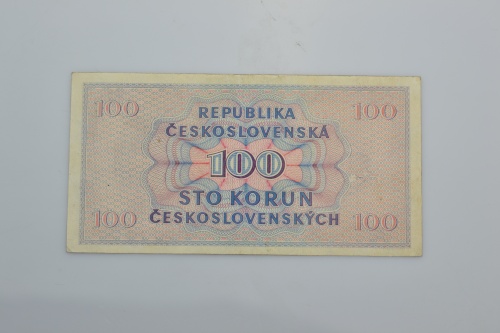 100 100
REPUBLIKA
ČESKOSLOVENSKÁ
100
STO KORUN
ČESKOSLOVENSKÝCH
100 100